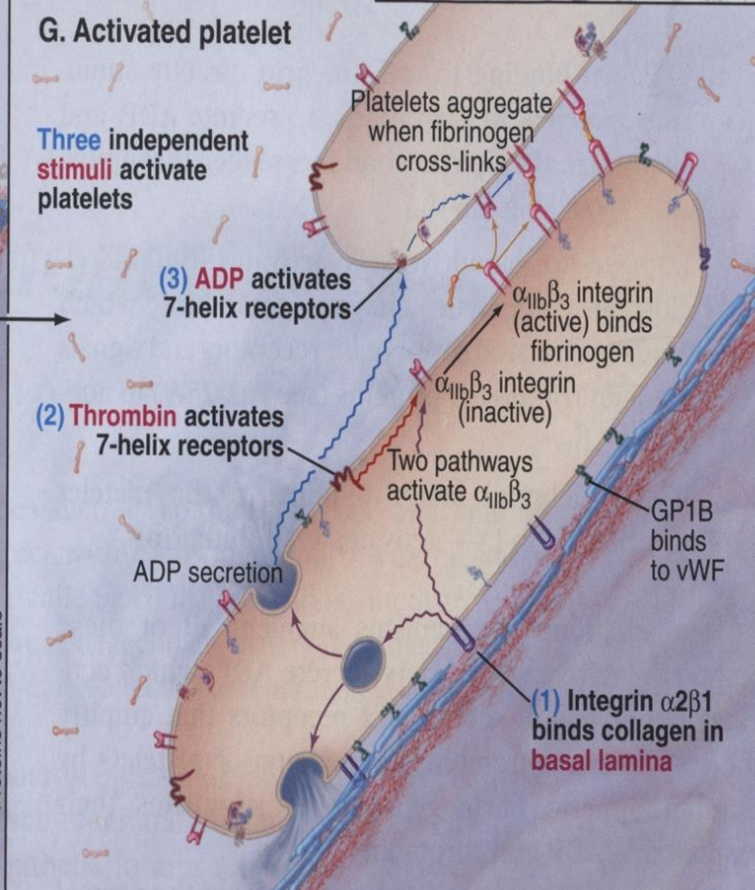 G. Activated platelet
Three independent
stimuli activate
platelets
Platelets aggregate
when fibrinogen
cross-links
(3) ADP activates
7-helix receptors
αIIbβ3 integrin
(active) binds
fibrinogen
αIIbβ3 integrin
(inactive)
(2) Thrombin activates
7-helix receptors
Two pathways
activate αIIbβ3
GP1B
binds
to vWF
ADP secretion
(1) Integrin α2β1
binds collagen in
basal lamina